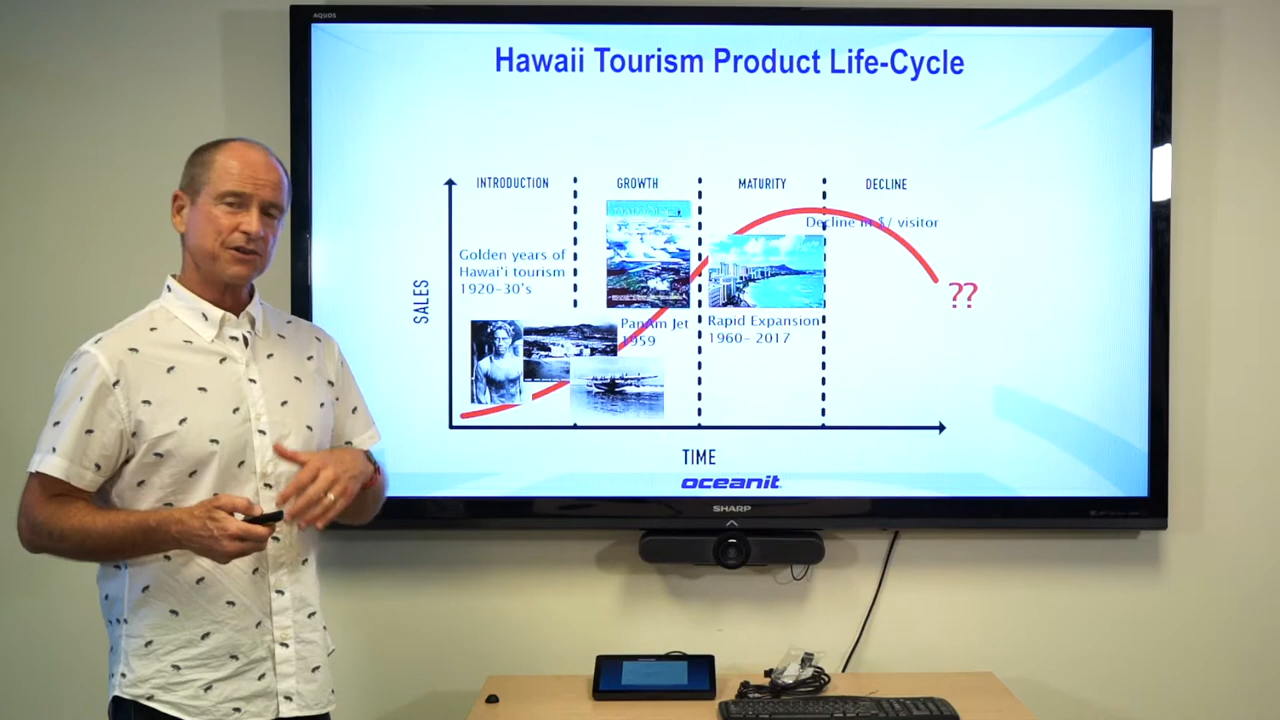 AQUOS
Hawaii Tourism Product Life-Cycle
INTRODUCTION
GROWTH
MATURITY
DECLINE
Decline in $/ visitor
Golden years of
Hawai'i tourism
1920-30's
SALES
??
PanAm Jet
1959
Rapid Expansion
1960- 2017
TIME
oceanit
SHARP